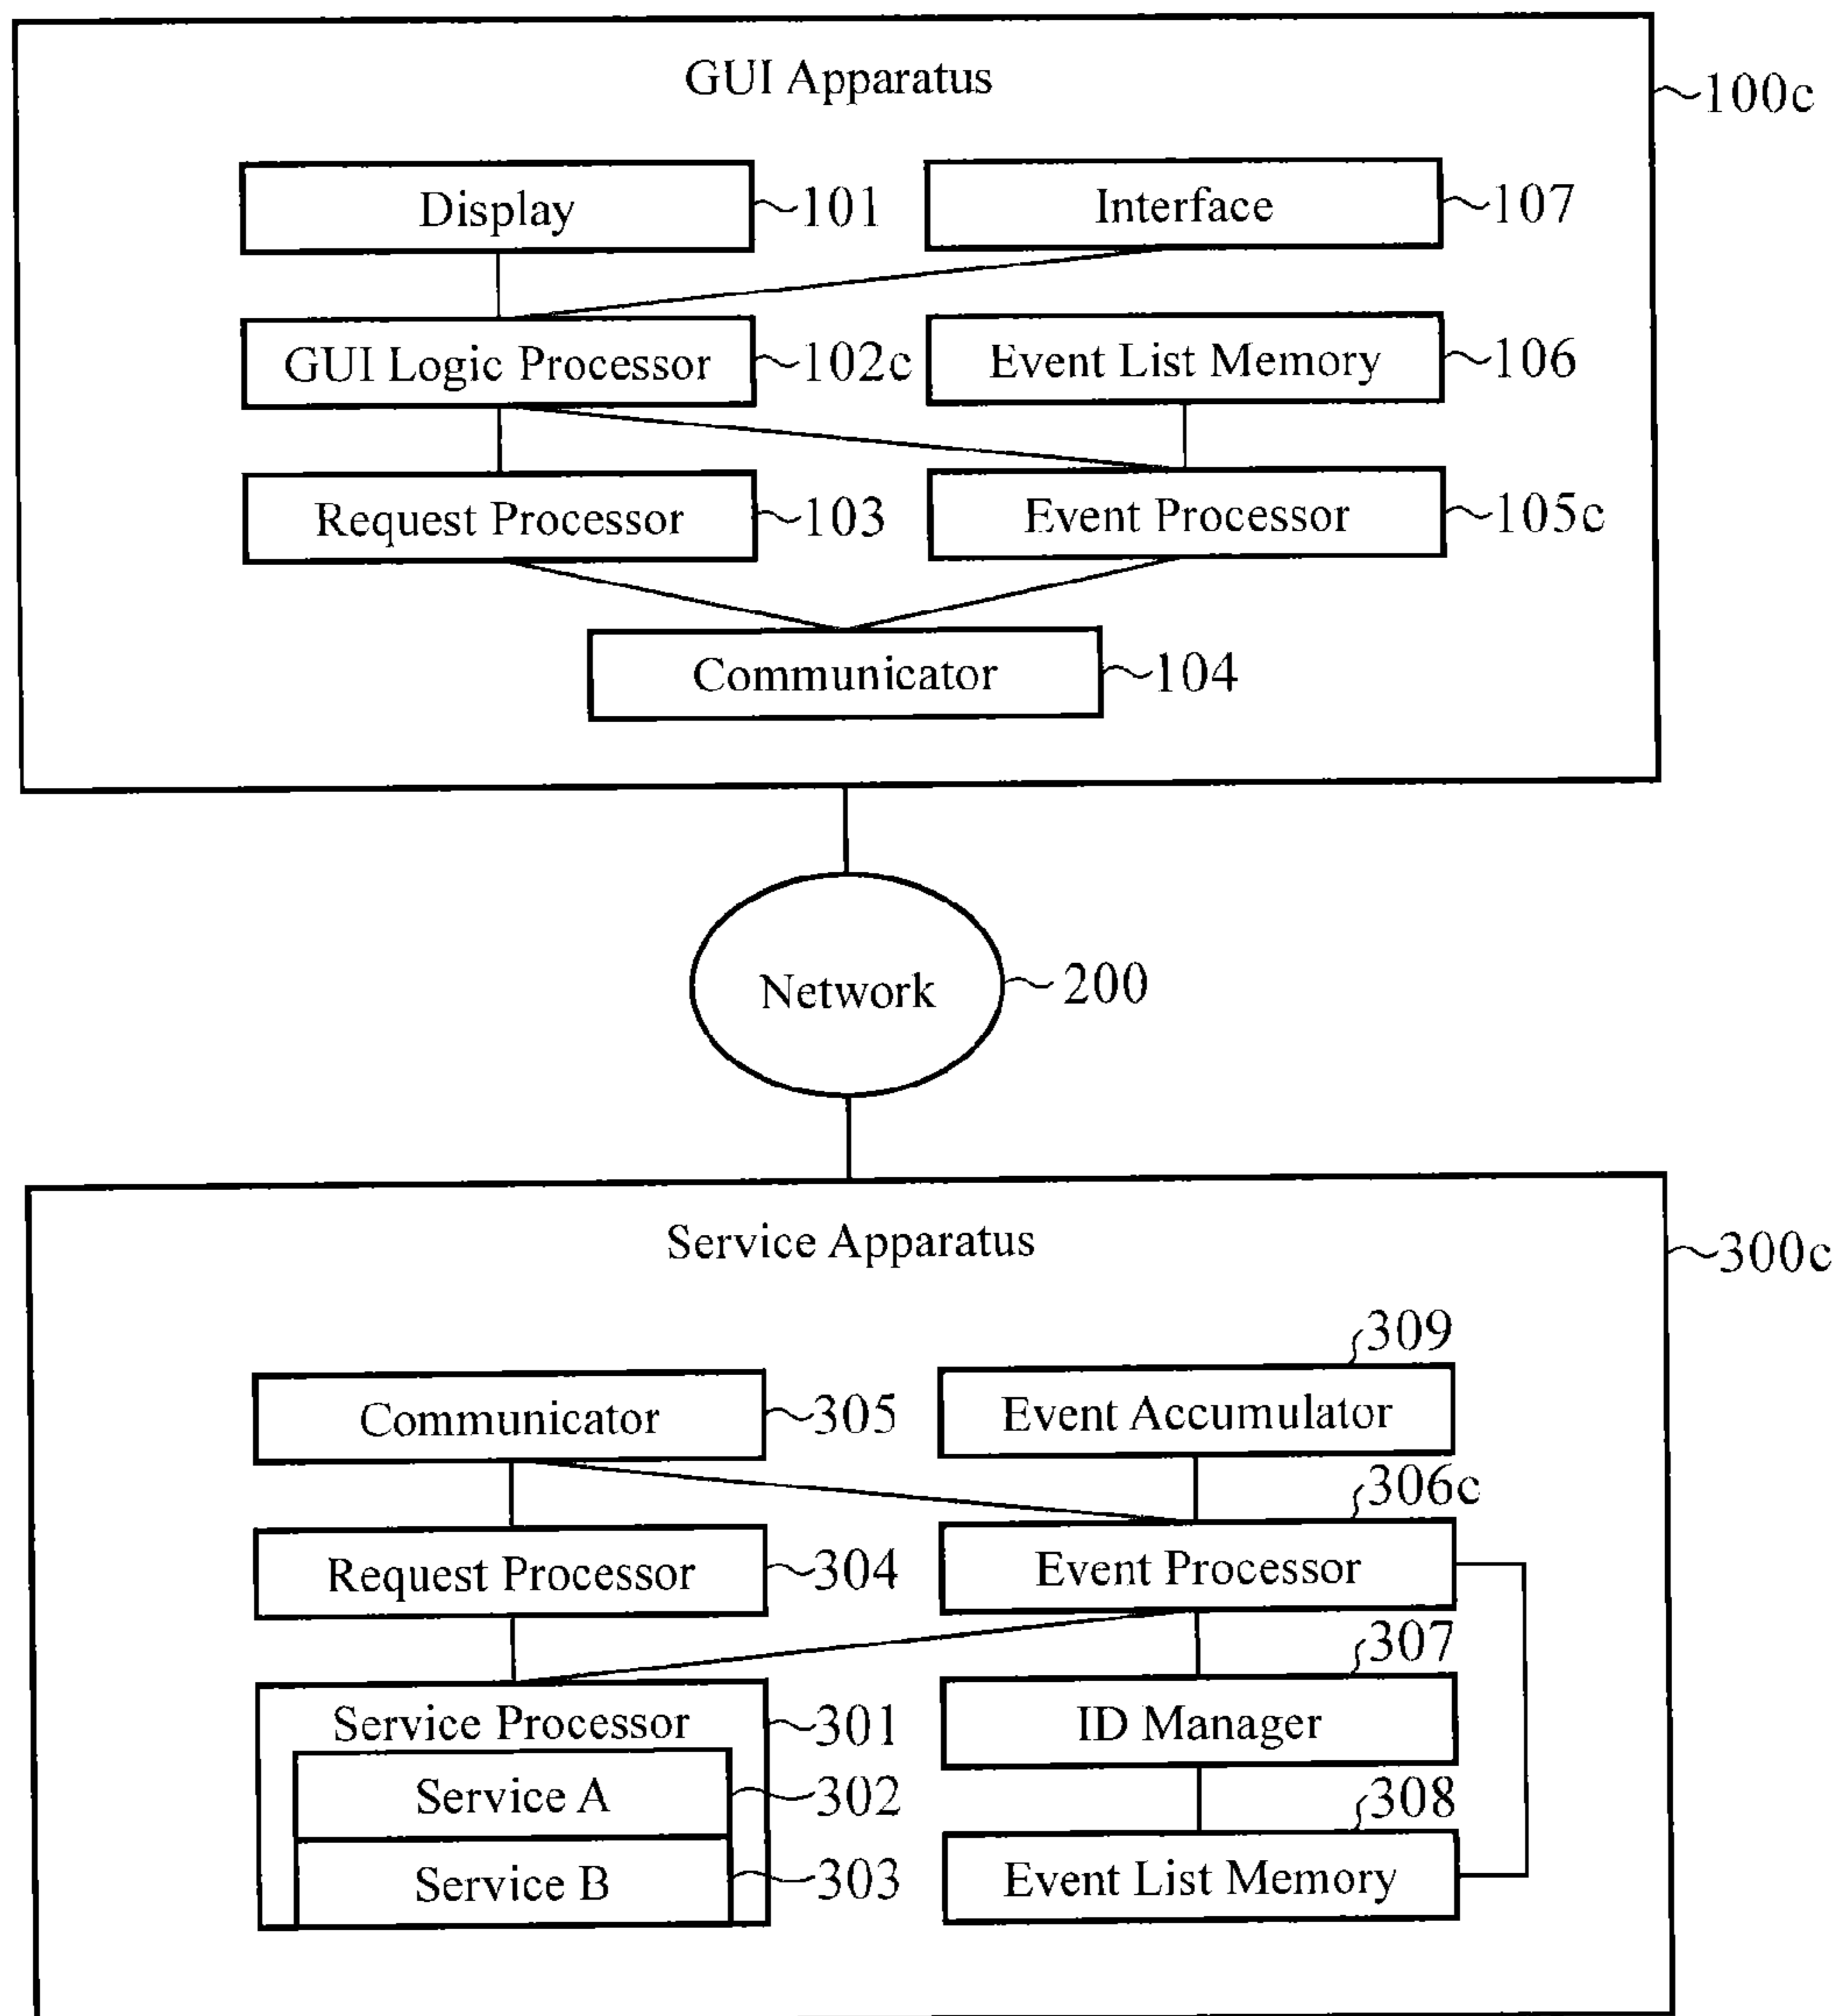 GUI Apparatus
100c
Display
101
Interface
107
GUI Logic Processor
102c
Event List Memory
106
Request Processor
103
Event Processor
105c
Communicator
104
Network
200
Service Apparatus
300c
309
Communicator
305
Event Accumulator
306c
Request Processor
304
Event Processor
307
Service Processor
301
ID Manager
Service A
302
308
Service B
303
Event List Memory